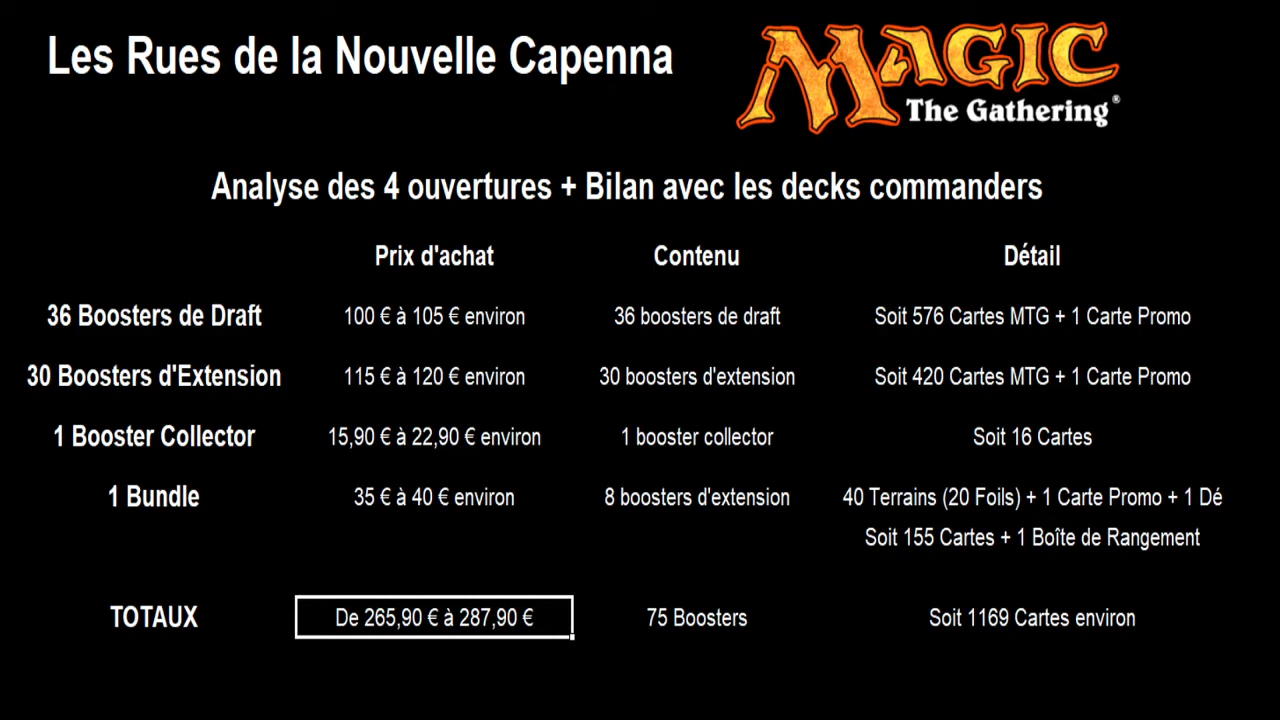 Les Rues de la Nouvelle Capenna
MAGIC
The Gathering®
Analyse des 4 ouvertures + Bilan avec les decks commanders
Prix d'achat Contenu Détail
36 Boosters de Draft 100 € à 105 € environ 36 boosters de draft Soit 576 Cartes MTG + 1 Carte Promo
30 Boosters d'Extension 115 € à 120 € environ 30 boosters d'extension Soit 420 Cartes MTG + 1 Carte Promo
1 Booster Collector 15,90 € à 22,90 € environ 1 booster collector Soit 16 Cartes
1 Bundle 35 € à 40 € environ 8 boosters d'extension 40 Terrains (20 Foils) + 1 Carte Promo + 1 Dé
Soit 155 Cartes + 1 Boîte de Rangement
TOTAUX De 265,90 € à 287,90 € 75 Boosters Soit 1169 Cartes environ